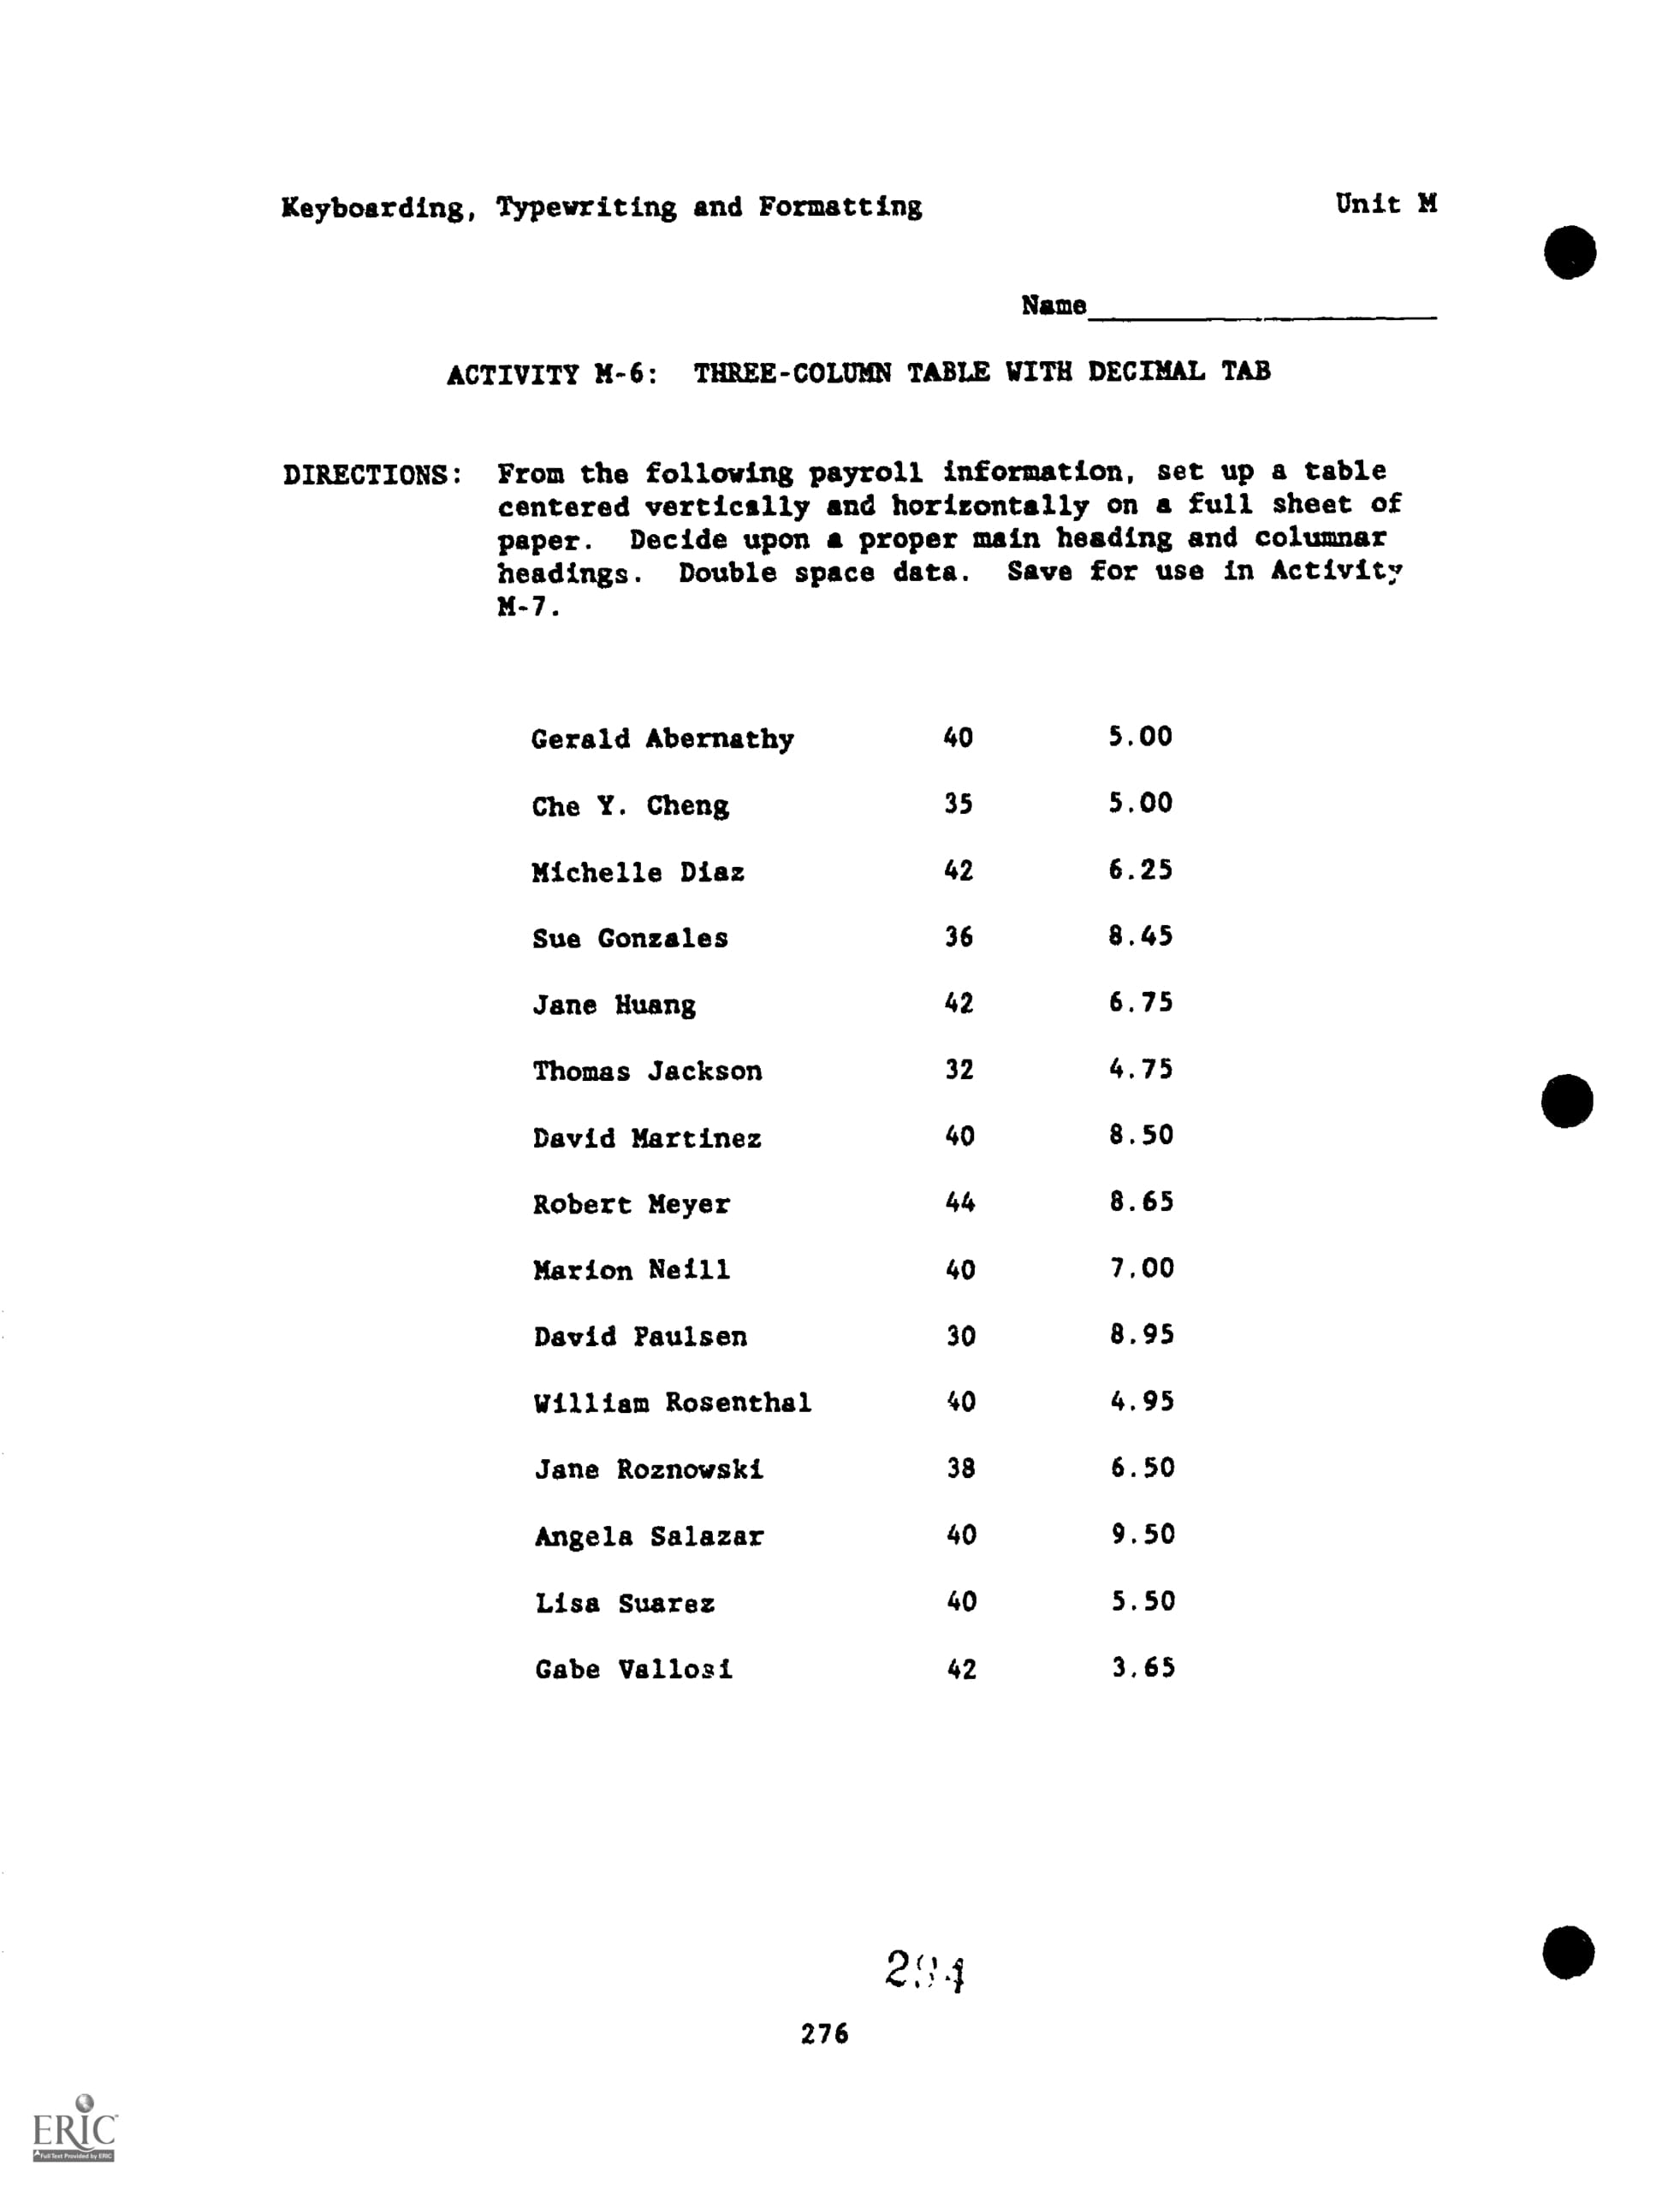 Keyboarding, Typewriting and Formatting Unit M
Name
ACTIVITY M-6: THREE-COLUMN TABLE WITH DECIMAL TAB
DIRECTIONS: From the following payroll information, set up a table
centered vertically and horizontally on a full sheet of
paper. Decide upon a proper main heading and columnar
headings. Double space data. Save for use in Activity
M-7.
Gerald Abernathy 40 5.00
Che Y. Cheng 35 5.00
Michelle Diaz 42 6.25
Sue Gonzales 36 8.45
Jane Huang 42 6.75
Thomas Jackson 32 4.75
David Martinez 40 8.50
Robert Meyer 44 8.65
Marion Neill 40 7.00
David Paulsen 30 8.95
William Rosenthal 40 4.95
Jane Roznowski 38 6.50
Angela Salazar 40 9.50
Lisa Suarez 40 5.50
Gabe Vallosi 42 3.65
294
276
ERIC
Full Text Provided by ERIC